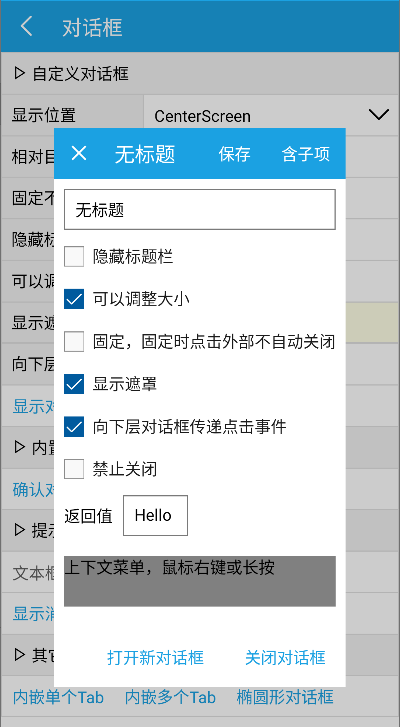 对话框
自定义对话框
显示位置
CenterScreen
相对目
固定不
隐藏标
可以调
显示遮
向下层
显示对
内置
确认对
提示
文本框
显示消
其它
内嵌单个Tab 内嵌多个Tab 椭圆形对话框
无标题 保存 含子项
无标题
隐藏标题栏
可以调整大小
固定，固定时点击外部不自动关闭
显示遮罩
向下层对话框传递点击事件
禁止关闭
返回值 Hello
上下文菜单，鼠标右键或长按
打开新对话框 关闭对话框